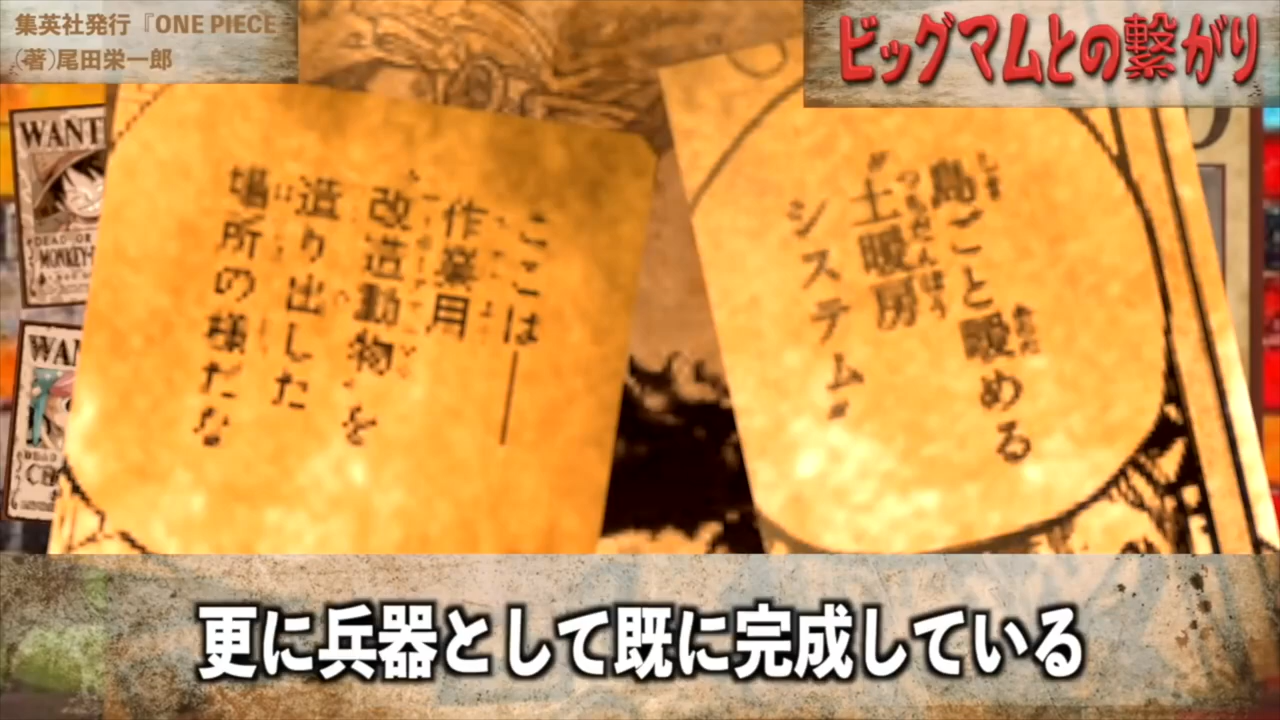 集英社発行『ONE PIECE
(著)尾田栄一郎
ビッグマムとの繋がり
島ごと暖める
〝土暖房
システム〟
ここは――
作業用
改造動物を
造り出した
場所の様だな
WANT
DEAD OR
MONKEY
WAN
更に兵器として既に完成している